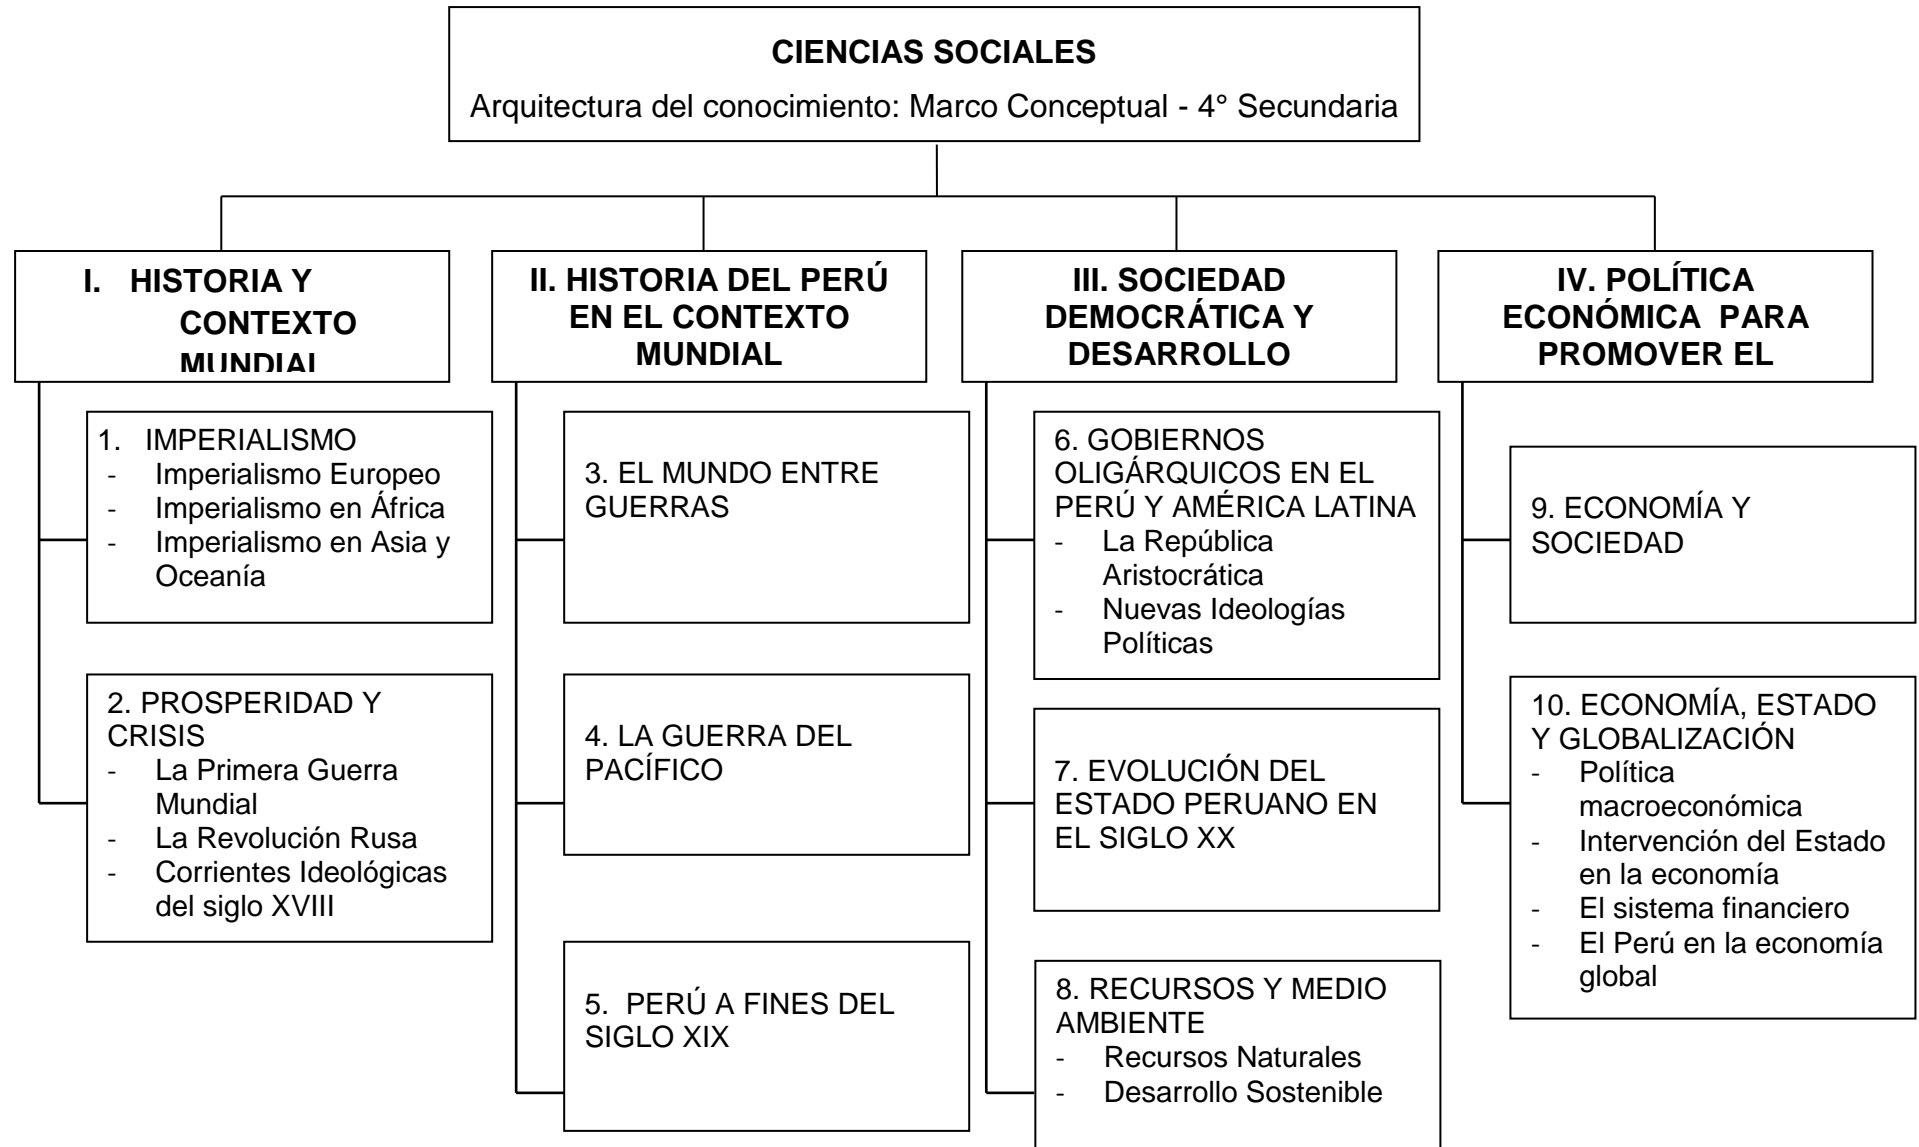 CIENCIAS SOCIALES
Arquitectura del conocimiento: Marco Conceptual - 4° Secundaria
I. HISTORIA Y
CONTEXTO
MUNDIAL
1. IMPERIALISMO
- Imperialismo Europeo
- Imperialismo en África
- Imperialismo en Asia y
Oceanía
2. PROSPERIDAD Y
CRISIS
- La Primera Guerra
Mundial
- La Revolución Rusa
- Corrientes Ideológicas
del siglo XVIII
II. HISTORIA DEL PERÚ
EN EL CONTEXTO
MUNDIAL
3. EL MUNDO ENTRE
GUERRAS
4. LA GUERRA DEL
PACÍFICO
5. PERÚ A FINES DEL
SIGLO XIX
III. SOCIEDAD
DEMOCRÁTICA Y
DESARROLLO
6. GOBIERNOS
OLIGÁRQUICOS EN EL
PERÚ Y AMÉRICA LATINA
- La República
Aristocrática
- Nuevas Ideologías
Políticas
7. EVOLUCIÓN DEL
ESTADO PERUANO EN
EL SIGLO XX
8. RECURSOS Y MEDIO
AMBIENTE
- Recursos Naturales
- Desarrollo Sostenible
IV. POLÍTICA
ECONÓMICA PARA
PROMOVER EL
9. ECONOMÍA Y
SOCIEDAD
10. ECONOMÍA, ESTADO
Y GLOBALIZACIÓN
- Política
macroeconómica
- Intervención del Estado
en la economía
- El sistema financiero
- El Perú en la economía
global